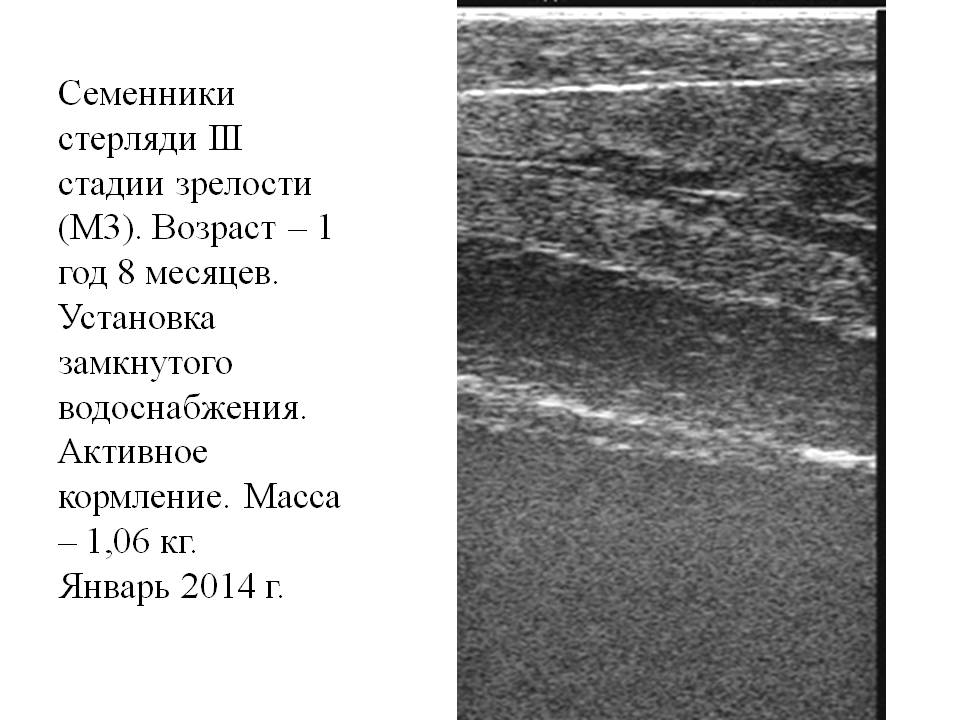 Семенники
стерляди III
стадии зрелости
(М3). Возраст – 1
год 8 месяцев.
Установка
замкнутого
водоснабжения.
Активное
кормление. Масса
– 1,06 кг.
Январь 2014 г.